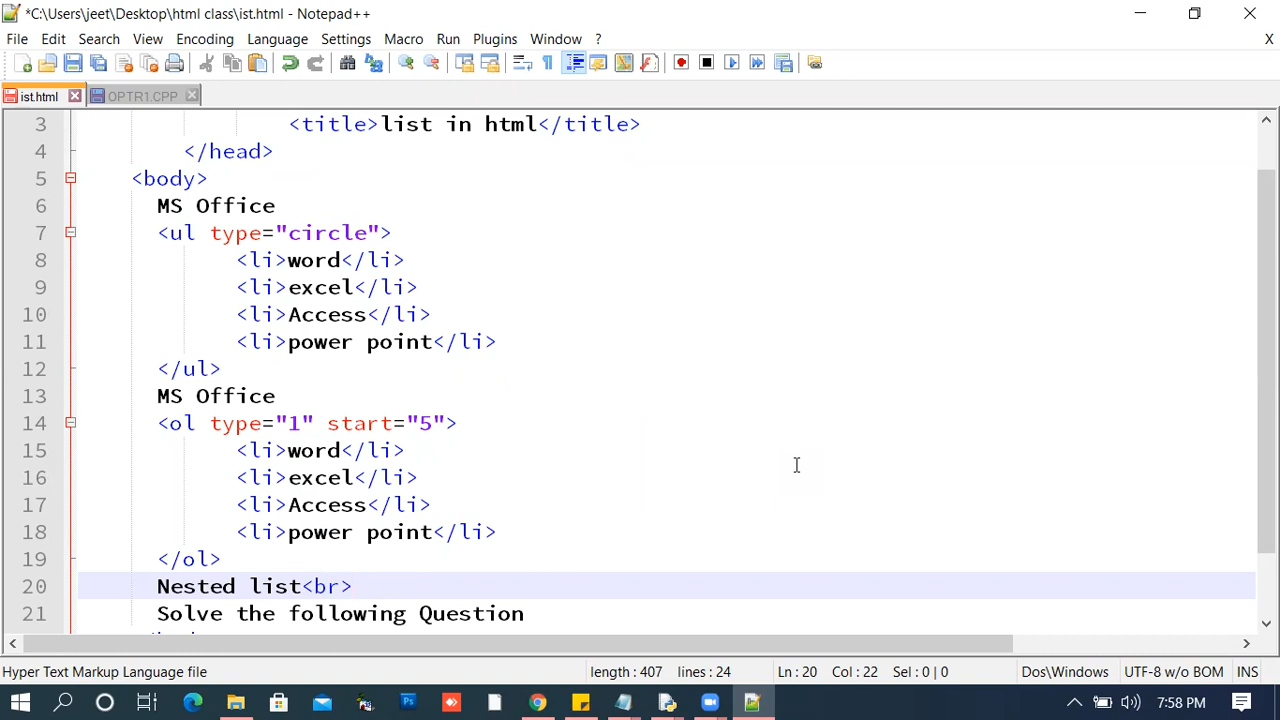 *C:\Users\jeet\Desktop\html class\ist.html - Notepad++
File Edit Search View Encoding Language Settings Macro Run Plugins Window ? X
ist.html OPTR1.CPP
3 <title>list in html</title>
4 </head>
5 <body>
6 MS Office
7 <ul type="circle">
8 <li>word</li>
9 <li>excel</li>
10 <li>Access</li>
11 <li>power point</li>
12 </ul>
13 MS Office
14 <ol type="1" start="5">
15 <li>word</li>
16 <li>excel</li>
17 <li>Access</li>
18 <li>power point</li>
19 </ol>
20 Nested list<br>
21 Solve the following Question
Hyper Text Markup Language file length : 407 lines : 24 Ln : 20 Col : 22 Sel : 0 | 0 Dos\Windows UTF-8 w/o BOM INS
7:58 PM